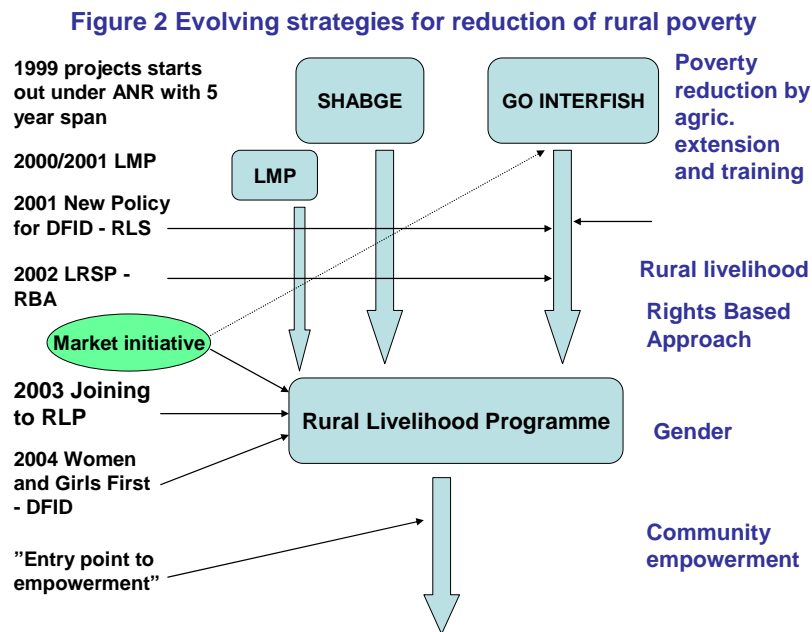 Figure 2 Evolving strategies for reduction of rural poverty
1999 projects starts
out under ANR with 5
year span
SHABGE
GO INTERFISH
Poverty
reduction by
agric.
extension
and training
2000/2001 LMP
LMP
2001 New Policy
for DFID - RLS
2002 LRSP -
RBA
Rural livelihood
Rights Based
Approach
Market initiative
2003 Joining
to RLP
Rural Livelihood Programme
Gender
2004 Women
and Girls First
- DFID
"Entry point to
empowerment"
Community
empowerment